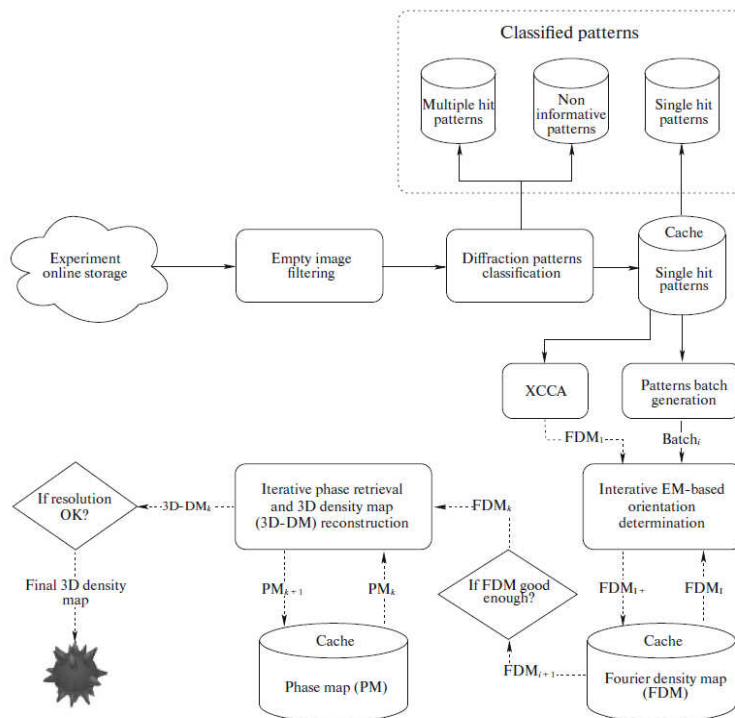 Classified patterns
Multiple hit
patterns
Non
informative
patterns
Single hit
patterns
Experiment
online storage
Empty image
filtering
Diffraction patterns
classification
Cache
Single hit
patterns
XCCA
Patterns batch
generation
FDM₁
Batchᵢ
If resolution
OK?
3D-DMₖ
Iterative phase retrieval
and 3D density map
(3D-DM) reconstruction
FDMₖ
Interative EM-based
orientation
determination
Final 3D density
map
PMₖ₊₁
PMₖ
If FDM good
enough?
FDM₁₊
FDM₁
Cache
Phase map (PM)
FDMᵢ₊₁
Cache
Fourier density map
(FDM)